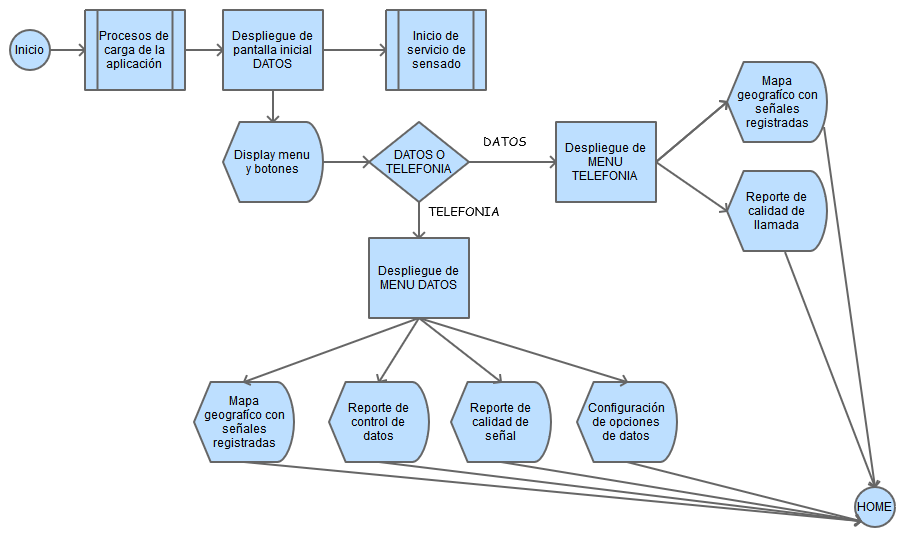 Inicio
Procesos de
carga de la
aplicación
Despliegue de
pantalla inicial
DATOS
Inicio de
servicio de
sensado
Display menu
y botones
DATOS O
TELEFONIA
DATOS
TELEFONIA
Despliegue de
MENU
TELEFONIA
Mapa
geografíco con
señales
registradas
Reporte de
calidad de
llamada
Despliegue de
MENU DATOS
Mapa
geografíco con
señales
registradas
Reporte de
control de
datos
Reporte de
calidad de
señal
Configuración
de opciones
de datos
HOME